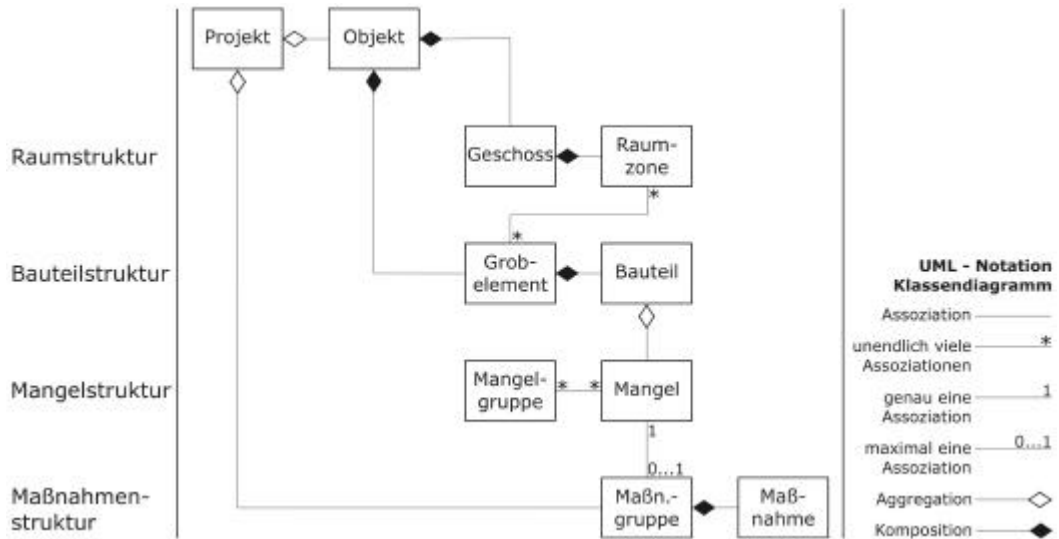 Projekt
Objekt
Raumstruktur
Geschoss
Raum-
zone
*
*
Bauteilstruktur
Grob-
element
Bauteil
Mangelstruktur
Mangel-
gruppe
* *
Mangel
1
0...1
Maßnahmen-
struktur
Maßn.-
gruppe
Maß-
nahme
UML - Notation
Klassendiagramm
Assoziation
unendlich viele *
Assoziationen
genau eine 1
Assoziation
maximal eine 0...1
Assoziation
Aggregation
Komposition